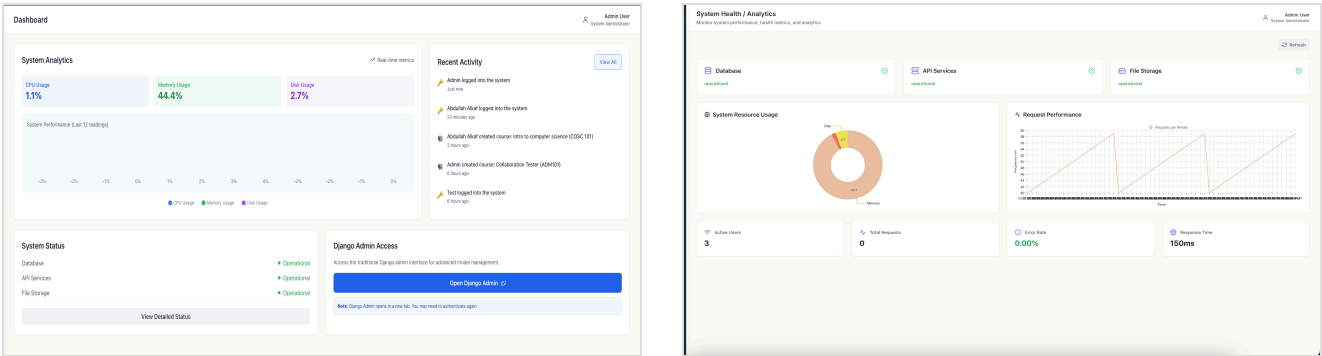 Dashboard
Admin User
System Administrator
System Analytics
Real-time metrics
CPU Usage
1.1%
Memory Usage
44.4%
Disk Usage
2.7%
System Performance (Last 12 readings)
CPU Usage
Memory Usage
Disk Usage
Recent Activity
View All
Admin logged into the system
Just now
Abdullah Alkaf logged into the system
23 minutes ago
Abdullah Alkaf created course: Intro to computer science (COSC 101)
3 hours ago
Admin created course: Collaboration Tester (ADM101)
6 hours ago
Test logged into the system
6 hours ago
System Status
Database
Operational
API Services
Operational
File Storage
Operational
View Detailed Status
Django Admin Access
Access the traditional Django admin interface for advanced model management.
Open Django Admin
Note: Django Admin opens in a new tab. You may need to authenticate again.
System Health / Analytics
Monitor system performance, health metrics, and analytics
Admin User
System Administrator
Refresh
Database
operational
API Services
operational
File Storage
operational
System Resource Usage
Disk
Memory
Request Performance
Requests per Minute
Time
Active Users
3
Total Requests
0
Error Rate
0.00%
Response Time
150ms